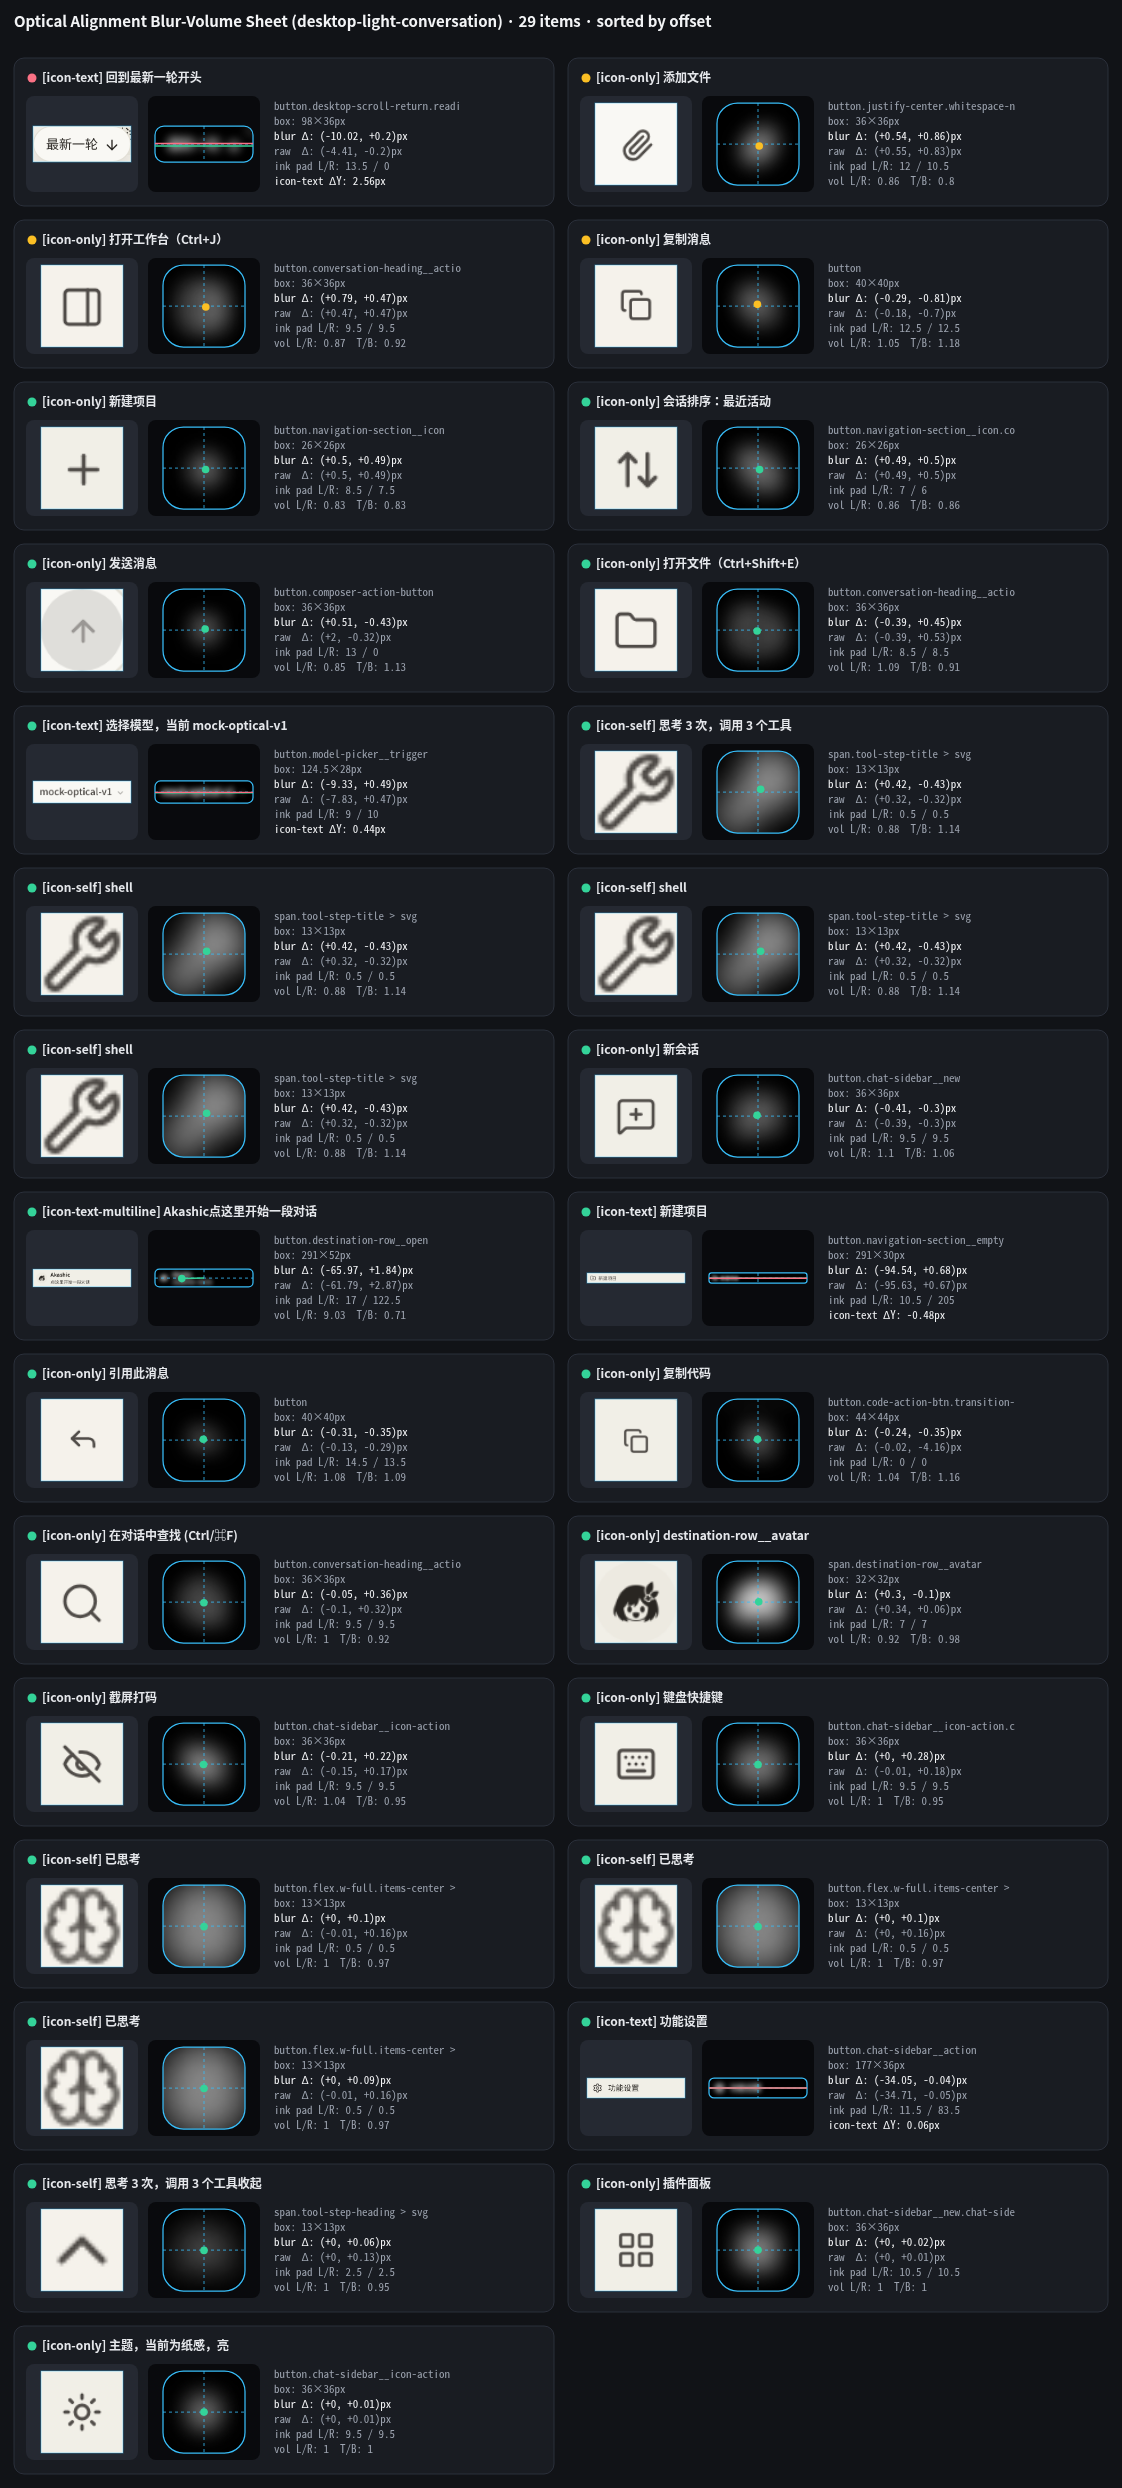 Optical Alignment Blur-Volume Sheet (desktop-light-conversation) · 29 items · sorted by offset
[icon-text] 回到最新一轮开头
最新一轮
button.desktop-scroll-return.readi
box: 98×36px
blur Δ: (-10.02, +0.2)px
raw Δ: (-4.41, -0.2)px
ink pad L/R: 13.5 / 0
icon-text ΔY: 2.56px
[icon-only] 添加文件
button.justify-center.whitespace-n
box: 36×36px
blur Δ: (+0.54, +0.86)px
raw Δ: (+0.55, +0.83)px
ink pad L/R: 12 / 10.5
vol L/R: 0.86 T/B: 0.8
[icon-only] 打开工作台（Ctrl+J）
button.conversation-heading__actio
box: 36×36px
blur Δ: (+0.79, +0.47)px
raw Δ: (+0.47, +0.47)px
ink pad L/R: 9.5 / 9.5
vol L/R: 0.87 T/B: 0.92
[icon-only] 复制消息
button
box: 40×40px
blur Δ: (-0.29, -0.81)px
raw Δ: (-0.18, -0.7)px
ink pad L/R: 12.5 / 12.5
vol L/R: 1.05 T/B: 1.18
[icon-only] 新建项目
button.navigation-section__icon
box: 26×26px
blur Δ: (+0.5, +0.49)px
raw Δ: (+0.5, +0.49)px
ink pad L/R: 8.5 / 7.5
vol L/R: 0.83 T/B: 0.83
[icon-only] 会话排序：最近活动
button.navigation-section__icon.co
box: 26×26px
blur Δ: (+0.49, +0.5)px
raw Δ: (+0.49, +0.5)px
ink pad L/R: 7 / 6
vol L/R: 0.86 T/B: 0.86
[icon-only] 发送消息
button.composer-action-button
box: 36×36px
blur Δ: (+0.51, -0.43)px
raw Δ: (+2, -0.32)px
ink pad L/R: 13 / 0
vol L/R: 0.85 T/B: 1.13
[icon-only] 打开文件（Ctrl+Shift+E）
button.conversation-heading__actio
box: 36×36px
blur Δ: (-0.39, +0.45)px
raw Δ: (-0.39, +0.53)px
ink pad L/R: 8.5 / 8.5
vol L/R: 1.09 T/B: 0.91
[icon-text] 选择模型，当前 mock-optical-v1
mock-optical-v1
button.model-picker__trigger
box: 124.5×28px
blur Δ: (-9.33, +0.49)px
raw Δ: (-7.83, +0.47)px
ink pad L/R: 9 / 10
icon-text ΔY: 0.44px
[icon-self] 思考 3 次，调用 3 个工具
span.tool-step-title > svg
box: 13×13px
blur Δ: (+0.42, -0.43)px
raw Δ: (+0.32, -0.32)px
ink pad L/R: 0.5 / 0.5
vol L/R: 0.88 T/B: 1.14
[icon-self] shell
span.tool-step-title > svg
box: 13×13px
blur Δ: (+0.42, -0.43)px
raw Δ: (+0.32, -0.32)px
ink pad L/R: 0.5 / 0.5
vol L/R: 0.88 T/B: 1.14
[icon-self] shell
span.tool-step-title > svg
box: 13×13px
blur Δ: (+0.42, -0.43)px
raw Δ: (+0.32, -0.32)px
ink pad L/R: 0.5 / 0.5
vol L/R: 0.88 T/B: 1.14
[icon-self] shell
span.tool-step-title > svg
box: 13×13px
blur Δ: (+0.42, -0.43)px
raw Δ: (+0.32, -0.32)px
ink pad L/R: 0.5 / 0.5
vol L/R: 0.88 T/B: 1.14
[icon-only] 新会话
button.chat-sidebar__new
box: 36×36px
blur Δ: (-0.41, -0.3)px
raw Δ: (-0.39, -0.3)px
ink pad L/R: 9.5 / 9.5
vol L/R: 1.1 T/B: 1.06
[icon-text-multiline] Akashic点这里开始一段对话
Akashic
点这里开始一段对话
button.destination-row__open
box: 291×52px
blur Δ: (-65.97, +1.84)px
raw Δ: (-61.79, +2.87)px
ink pad L/R: 17 / 122.5
vol L/R: 9.03 T/B: 0.71
[icon-text] 新建项目
新建项目
button.navigation-section__empty
box: 291×30px
blur Δ: (-94.54, +0.68)px
raw Δ: (-95.63, +0.67)px
ink pad L/R: 10.5 / 205
icon-text ΔY: -0.48px
[icon-only] 引用此消息
button
box: 40×40px
blur Δ: (-0.31, -0.35)px
raw Δ: (-0.13, -0.29)px
ink pad L/R: 14.5 / 13.5
vol L/R: 1.08 T/B: 1.09
[icon-only] 复制代码
button.code-action-btn.transition-
box: 44×44px
blur Δ: (-0.24, -0.35)px
raw Δ: (-0.02, -4.16)px
ink pad L/R: 0 / 0
vol L/R: 1.04 T/B: 1.16
[icon-only] 在对话中查找 (Ctrl/⌘F)
button.conversation-heading__actio
box: 36×36px
blur Δ: (-0.05, +0.36)px
raw Δ: (-0.1, +0.32)px
ink pad L/R: 9.5 / 9.5
vol L/R: 1 T/B: 0.92
[icon-only] destination-row__avatar
span.destination-row__avatar
box: 32×32px
blur Δ: (+0.3, -0.1)px
raw Δ: (+0.34, +0.06)px
ink pad L/R: 7 / 7
vol L/R: 0.92 T/B: 0.98
[icon-only] 截屏打码
button.chat-sidebar__icon-action
box: 36×36px
blur Δ: (-0.21, +0.22)px
raw Δ: (-0.15, +0.17)px
ink pad L/R: 9.5 / 9.5
vol L/R: 1.04 T/B: 0.95
[icon-only] 键盘快捷键
button.chat-sidebar__icon-action.c
box: 36×36px
blur Δ: (+0, +0.28)px
raw Δ: (-0.01, +0.18)px
ink pad L/R: 9.5 / 9.5
vol L/R: 1 T/B: 0.95
[icon-self] 已思考
button.flex.w-full.items-center >
box: 13×13px
blur Δ: (+0, +0.1)px
raw Δ: (-0.01, +0.16)px
ink pad L/R: 0.5 / 0.5
vol L/R: 1 T/B: 0.97
[icon-self] 已思考
button.flex.w-full.items-center >
box: 13×13px
blur Δ: (+0, +0.1)px
raw Δ: (+0, +0.16)px
ink pad L/R: 0.5 / 0.5
vol L/R: 1 T/B: 0.97
[icon-self] 已思考
button.flex.w-full.items-center >
box: 13×13px
blur Δ: (+0, +0.09)px
raw Δ: (-0.01, +0.16)px
ink pad L/R: 0.5 / 0.5
vol L/R: 1 T/B: 0.97
[icon-text] 功能设置
功能设置
button.chat-sidebar__action
box: 177×36px
blur Δ: (-34.05, -0.04)px
raw Δ: (-34.71, -0.05)px
ink pad L/R: 11.5 / 83.5
icon-text ΔY: 0.06px
[icon-self] 思考 3 次，调用 3 个工具收起
span.tool-step-heading > svg
box: 13×13px
blur Δ: (+0, +0.06)px
raw Δ: (+0, +0.13)px
ink pad L/R: 2.5 / 2.5
vol L/R: 1 T/B: 0.95
[icon-only] 插件面板
button.chat-sidebar__new.chat-side
box: 36×36px
blur Δ: (+0, +0.02)px
raw Δ: (+0, +0.01)px
ink pad L/R: 10.5 / 10.5
vol L/R: 1 T/B: 1
[icon-only] 主题，当前为纸感，亮
button.chat-sidebar__icon-action
box: 36×36px
blur Δ: (+0, +0.01)px
raw Δ: (+0, +0.01)px
ink pad L/R: 9.5 / 9.5
vol L/R: 1 T/B: 1